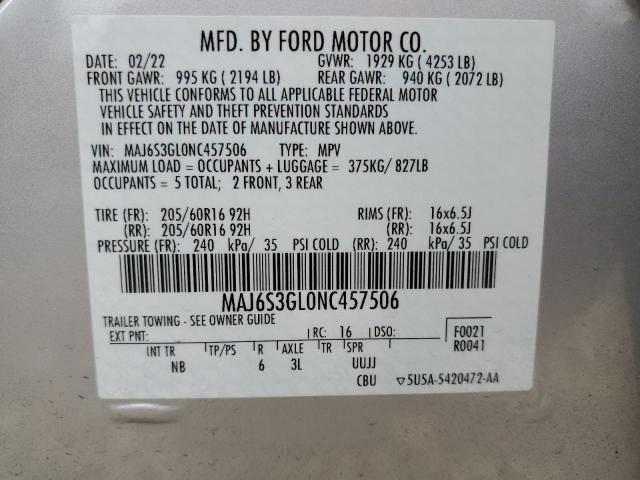 MFD. BY FORD MOTOR CO.
DATE: 02/22 GVWR: 1929 KG ( 4253 LB)
FRONT GAWR: 995 KG ( 2194 LB) REAR GAWR: 940 KG ( 2072 LB)
THIS VEHICLE CONFORMS TO ALL APPLICABLE FEDERAL MOTOR
VEHICLE SAFETY AND THEFT PREVENTION STANDARDS
IN EFFECT ON THE DATE OF MANUFACTURE SHOWN ABOVE.
VIN: MAJ6S3GL0NC457506 TYPE: MPV
MAXIMUM LOAD = OCCUPANTS + LUGGAGE = 375KG/ 827LB
OCCUPANTS = 5 TOTAL; 2 FRONT, 3 REAR
TIRE (FR): 205/60R16 92H RIMS (FR): 16x6.5J
(RR): 205/60R16 92H (RR): 16x6.5J
PRESSURE (FR): 240 kPa/ 35 PSI COLD (RR): 240 kPa/ 35 PSI COLD
MAJ6S3GL0NC457506
TRAILER TOWING - SEE OWNER GUIDE
EXT PNT: RC: 16 DSO: F0021
R0041
INT TR TP/PS R AXLE TR SPR
NB 6 3L UUJJ
CBU ▽5U5A-5420472-AA